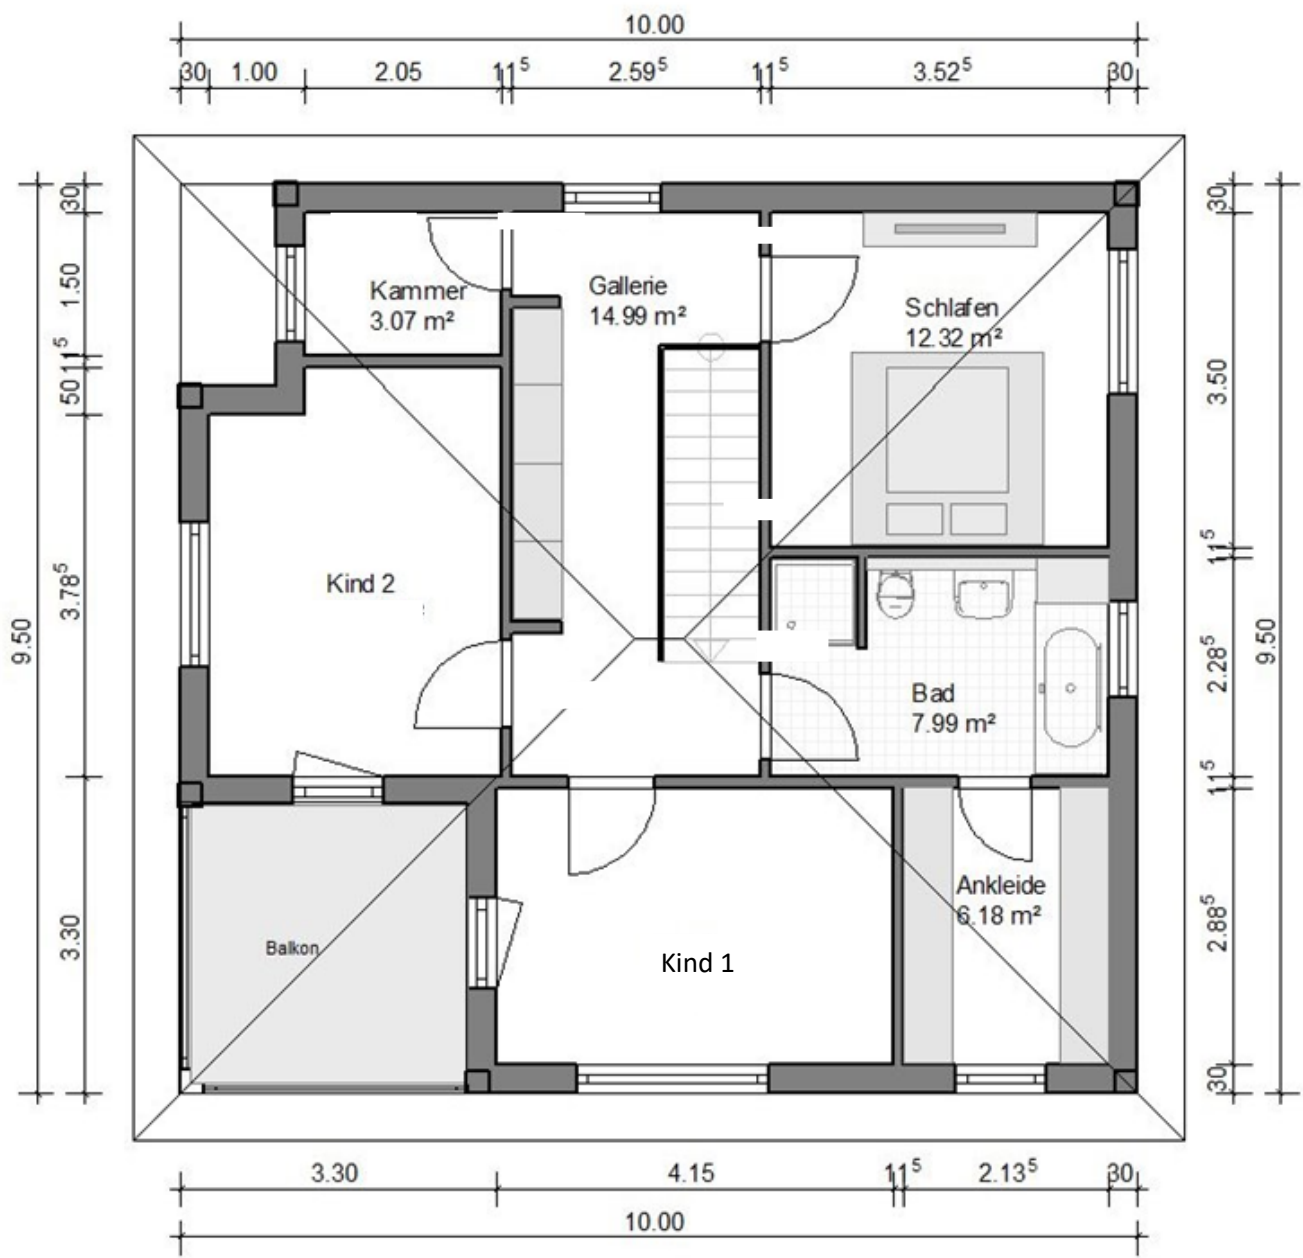 10.00
30 1.00 2.05 11⁵ 2.59⁵ 11⁵ 3.52⁵ 30
30
1.50
11⁵
50
3.78⁵
3.30
9.50
Kammer
3.07 m²
Gallerie
14.99 m²
Schlafen
12.32 m²
Kind 2
Bad
7.99 m²
Ankleide
6.18 m²
Balkon
Kind 1
30
3.50
11⁵
2.28⁵
11⁵
2.88⁵
30
9.50
3.30 4.15 11⁵ 2.13⁵ 30
10.00